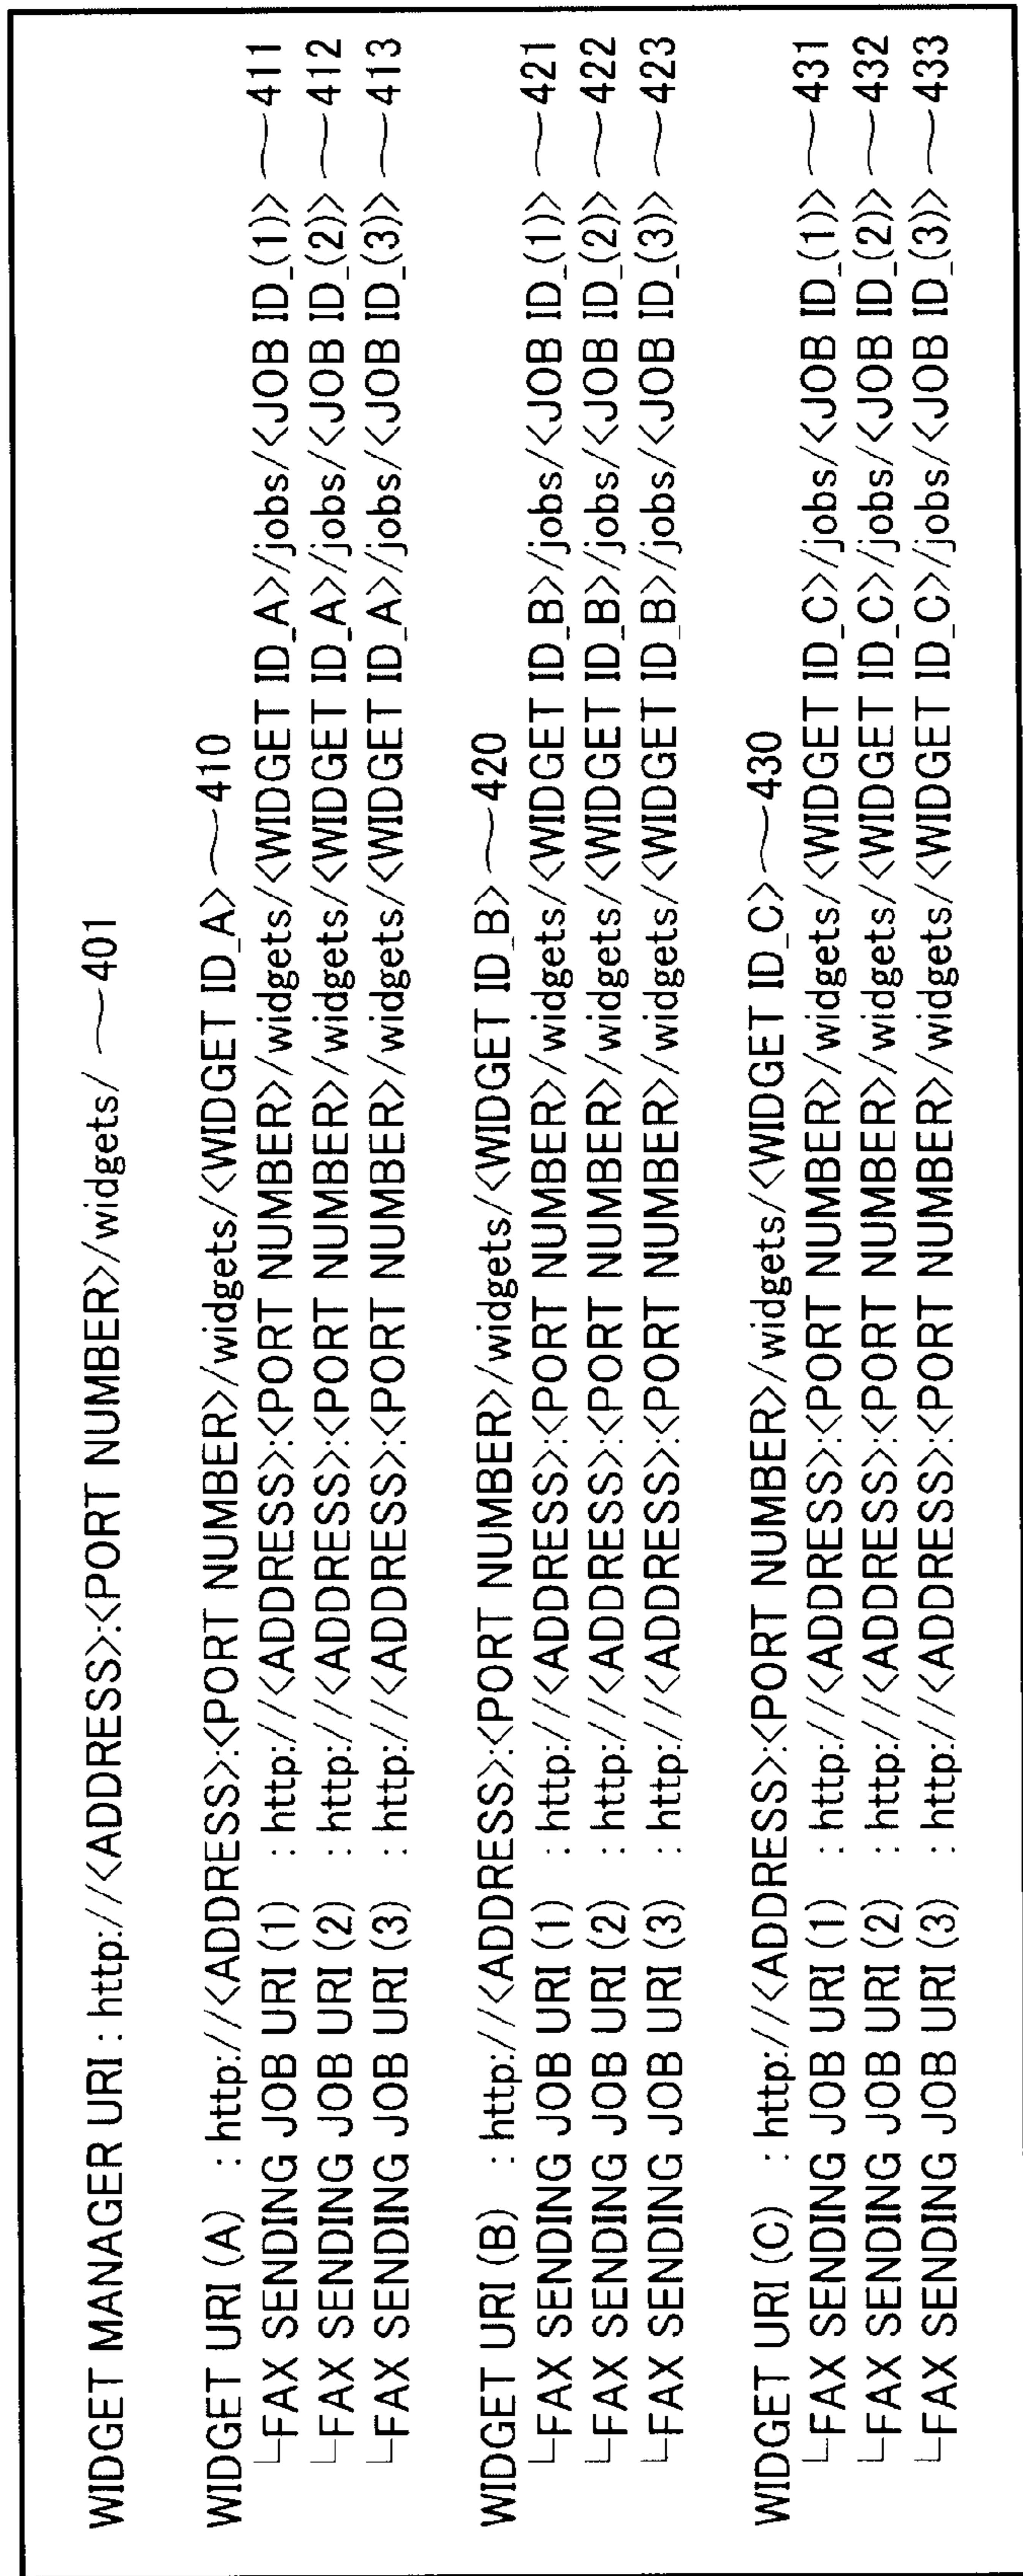 WIDGET MANAGER URI : http://<ADDRESS>:<PORT NUMBER>/widgets/ ~401
WIDGET URI (A) : http://<ADDRESS>:<PORT NUMBER>/widgets/<WIDGET ID_A> ~410
└FAX SENDING JOB URI (1) : http://<ADDRESS>:<PORT NUMBER>/widgets/<WIDGET ID_A>/jobs/<JOB ID_(1)> ~411
└FAX SENDING JOB URI (2) : http://<ADDRESS>:<PORT NUMBER>/widgets/<WIDGET ID_A>/jobs/<JOB ID_(2)> ~412
└FAX SENDING JOB URI (3) : http://<ADDRESS>:<PORT NUMBER>/widgets/<WIDGET ID_A>/jobs/<JOB ID_(3)> ~413
WIDGET URI (B) : http://<ADDRESS>:<PORT NUMBER>/widgets/<WIDGET ID_B> ~420
└FAX SENDING JOB URI (1) : http://<ADDRESS>:<PORT NUMBER>/widgets/<WIDGET ID_B>/jobs/<JOB ID_(1)> ~421
└FAX SENDING JOB URI (2) : http://<ADDRESS>:<PORT NUMBER>/widgets/<WIDGET ID_B>/jobs/<JOB ID_(2)> ~422
└FAX SENDING JOB URI (3) : http://<ADDRESS>:<PORT NUMBER>/widgets/<WIDGET ID_B>/jobs/<JOB ID_(3)> ~423
WIDGET URI (C) : http://<ADDRESS>:<PORT NUMBER>/widgets/<WIDGET ID_C> ~430
└FAX SENDING JOB URI (1) : http://<ADDRESS>:<PORT NUMBER>/widgets/<WIDGET ID_C>/jobs/<JOB ID_(1)> ~431
└FAX SENDING JOB URI (2) : http://<ADDRESS>:<PORT NUMBER>/widgets/<WIDGET ID_C>/jobs/<JOB ID_(2)> ~432
└FAX SENDING JOB URI (3) : http://<ADDRESS>:<PORT NUMBER>/widgets/<WIDGET ID_C>/jobs/<JOB ID_(3)> ~433